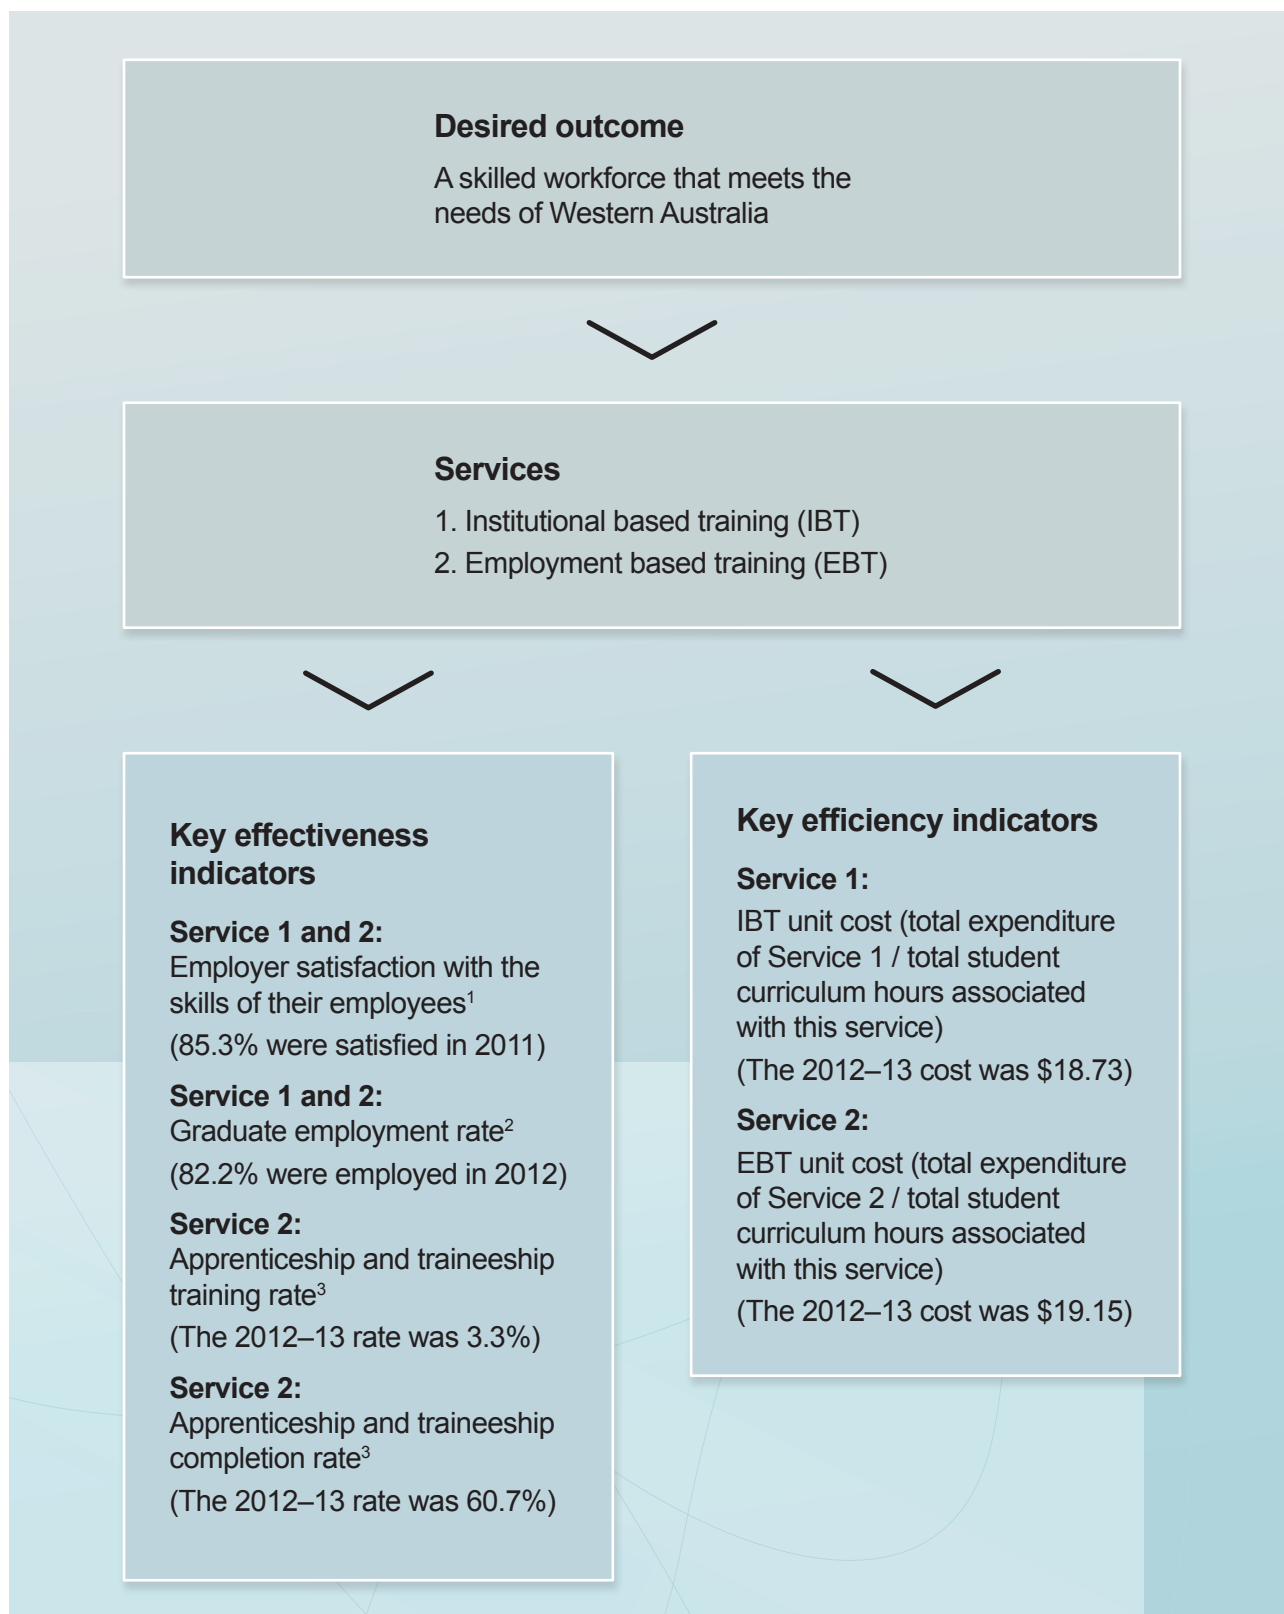 Desired outcome
A skilled workforce that meets the
needs of Western Australia
Services
1. Institutional based training (IBT)
2. Employment based training (EBT)
Key effectiveness
indicators
Service 1 and 2:
Employer satisfaction with the
skills of their employees¹
(85.3% were satisfied in 2011)
Service 1 and 2:
Graduate employment rate²
(82.2% were employed in 2012)
Service 2:
Apprenticeship and traineeship
training rate³
(The 2012–13 rate was 3.3%)
Service 2:
Apprenticeship and traineeship
completion rate³
(The 2012–13 rate was 60.7%)
Key efficiency indicators
Service 1:
IBT unit cost (total expenditure
of Service 1 / total student
curriculum hours associated
with this service)
(The 2012–13 cost was $18.73)
Service 2:
EBT unit cost (total expenditure
of Service 2 / total student
curriculum hours associated
with this service)
(The 2012–13 cost was $19.15)